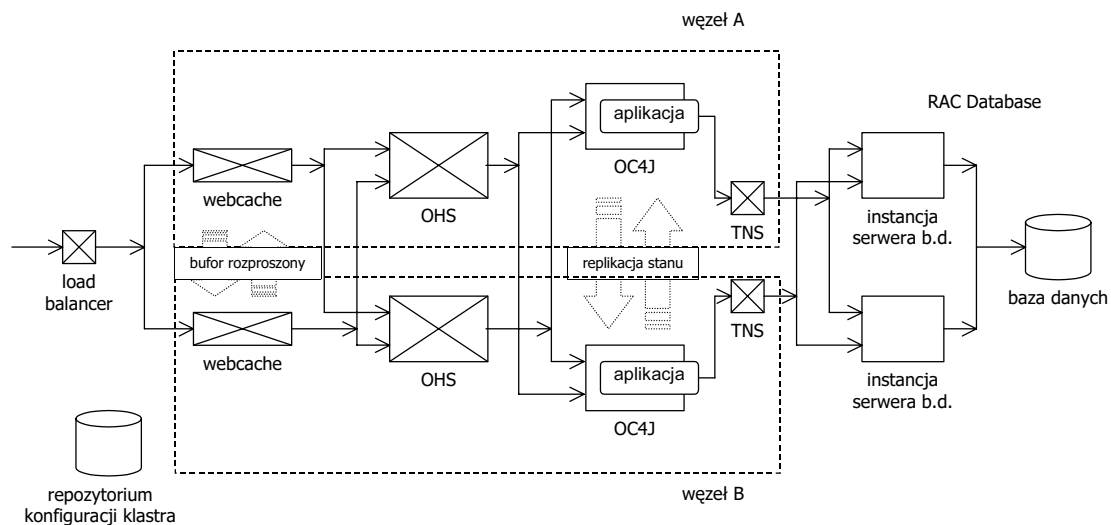 węzeł A
RAC Database
aplikacja
OC4J
webcache
OHS
TNS
instancja
serwera b.d.
load
balancer
bufor rozproszony
replikacja stanu
baza danych
webcache
OHS
aplikacja
OC4J
TNS
instancja
serwera b.d.
repozytorium
konfiguracji klastra
węzeł B